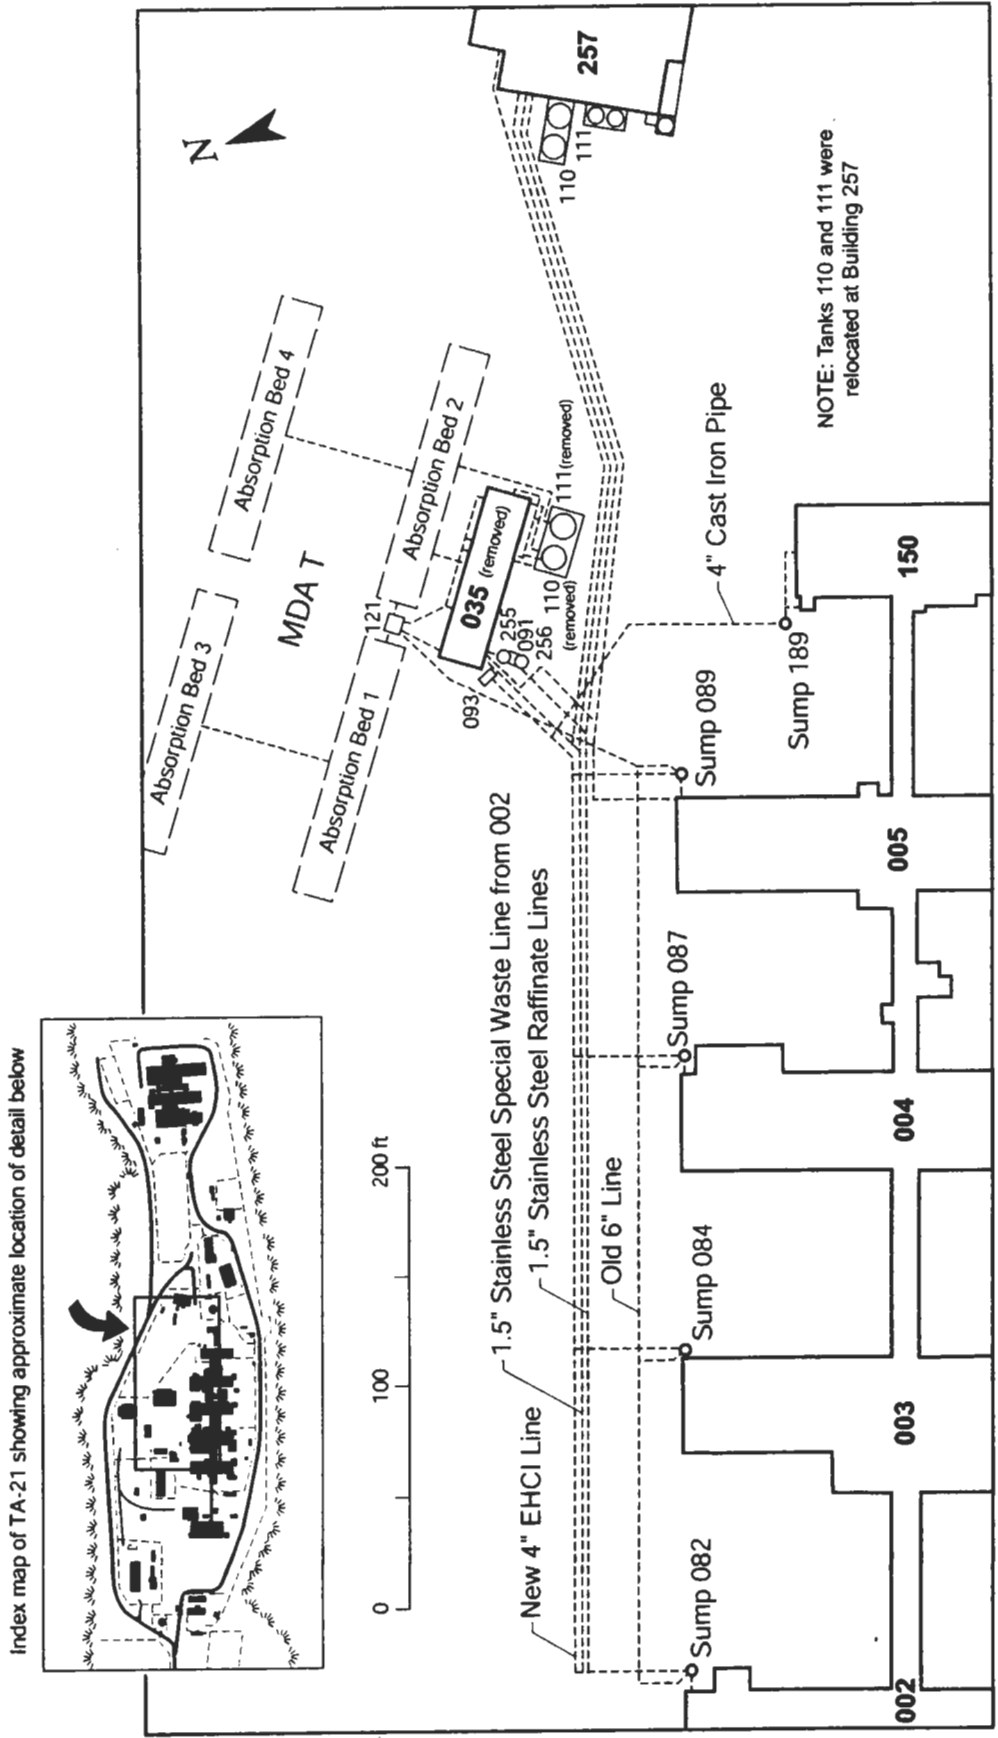 Index map of TA-21 showing approximate location of detail below
N
0
100
200 ft
Absorption Bed 3
Absorption Bed 4
MDA T
Absorption Bed 1
121
Absorption Bed 2
093
035 (removed)
255
091
256
110
(removed)
111 (removed)
257
110
111
New 4" EHCI Line
1.5" Stainless Steel Special Waste Line from 002
1.5" Stainless Steel Raffinate Lines
Old 6" Line
4" Cast Iron Pipe
Sump 082
Sump 084
Sump 087
Sump 089
Sump 189
NOTE: Tanks 110 and 111 were
relocated at Building 257
002
003
004
005
150